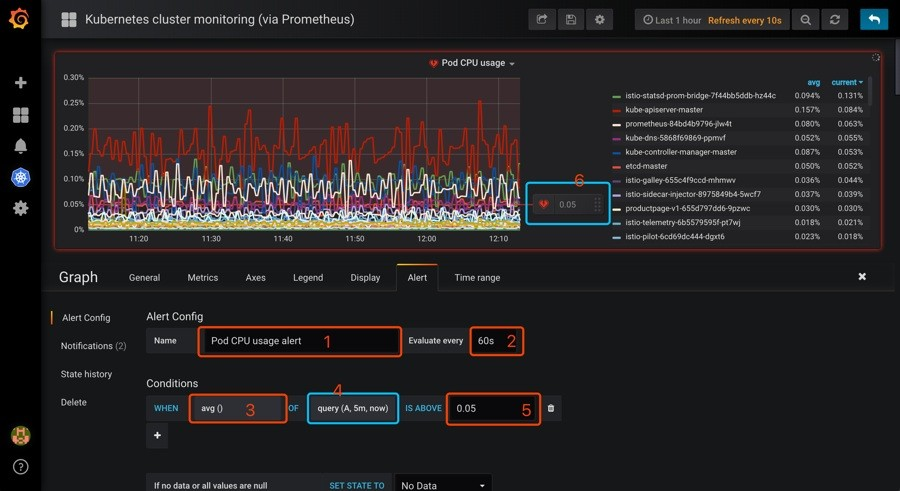 Kubernetes cluster monitoring (via Prometheus)
Last 1 hour Refresh every 10s
Pod CPU usage
0.30%
0.25%
0.20%
0.15%
0.10%
0.05%
0%
11:20 11:30 11:40 11:50 12:00 12:10
6
0.05
avg current
istio-statsd-prom-bridge-7f44bb5ddb-hz44c 0.094% 0.131%
kube-apiserver-master 0.157% 0.084%
prometheus-84bd4b9796-jlw4t 0.080% 0.063%
kube-dns-5868f69869-ppmvf 0.052% 0.055%
kube-controller-manager-master 0.087% 0.053%
etcd-master 0.050% 0.052%
istio-galley-655c4f9ccd-mhmwv 0.036% 0.044%
istio-sidecar-injector-8975849b4-5wcf7 0.037% 0.039%
productpage-v1-655d797dd6-9pzwc 0.030% 0.030%
istio-telemetry-6b5579595f-pt7wj 0.018% 0.021%
istio-pilot-6cd69dc444-dgxt6 0.023% 0.018%
Graph General Metrics Axes Legend Display Alert Time range
Alert Config
Notifications (2)
State history
Delete
Alert Config
Name Pod CPU usage alert 1 Evaluate every 60s 2
Conditions
4
WHEN avg () 3 OF query (A, 5m, now) IS ABOVE 0.05 5
If no data or all values are null SET STATE TO No Data